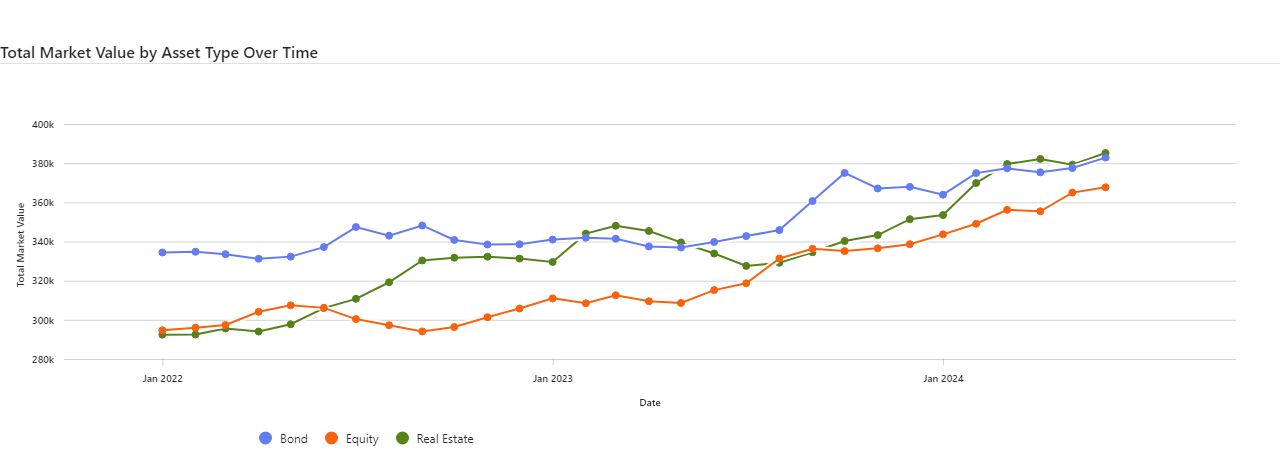 Total Market Value by Asset Type Over Time
400k
380k
360k
340k
320k
300k
280k
Total Market Value
Jan 2022 Jan 2023 Jan 2024
Date
Bond Equity Real Estate